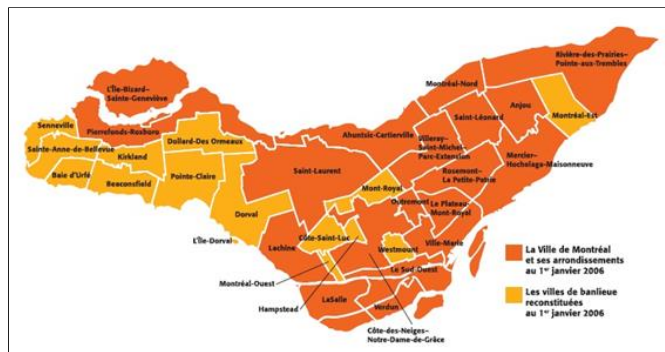 Rivière-des-Prairies–
Pointe-aux-Trembles
Montréal-Nord
L'Île-Bizard–
Sainte-Geneviève
Saint-Léonard
Anjou
Montréal-Est
Senneville
Pierrefonds-Roxboro
Ahuntsic-Cartierville
Villeray–
Saint-Michel–
Parc-Extension
Dollard-Des Ormeaux
Sainte-Anne-de-Bellevue
Kirkland
Mercier–
Hochelaga-Maisonneuve
Saint-Laurent
Rosemont–
La Petite-Patrie
Baie d'Urfé
Beaconsfield
Pointe-Claire
Mont-Royal
Outremont
Le Plateau-
Mont-Royal
Dorval
L'Île-Dorval
Lachine
Côte-Saint-Luc
Westmount
Ville-Marie
Le Sud-Ouest
Montréal-Ouest
Hampstead
LaSalle
Verdun
Côte-des-Neiges–
Notre-Dame-de-Grâce
La Ville de Montréal
et ses arrondissements
au 1er janvier 2006
Les villes de banlieue
reconstituées
au 1er janvier 2006